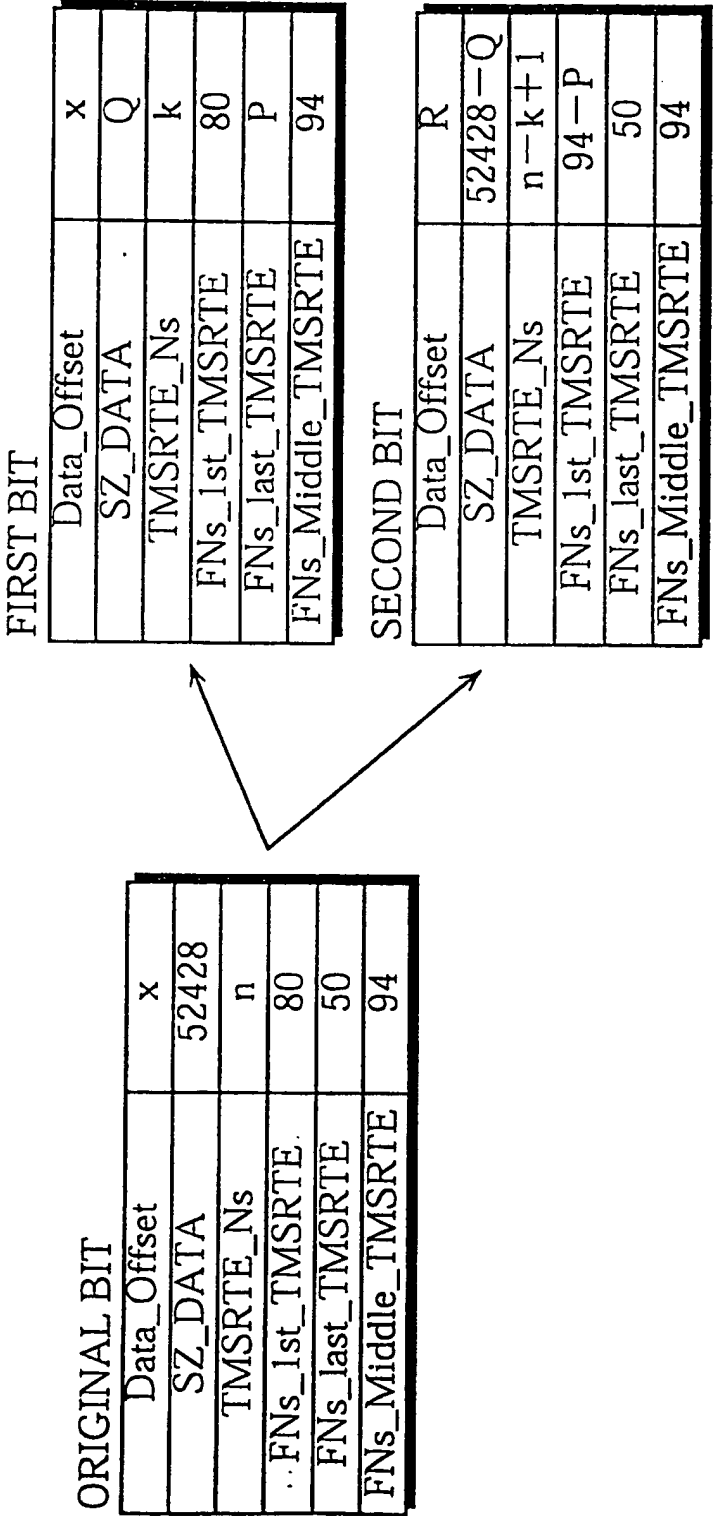 ORIGINAL BIT
Data_Offset x
SZ_DATA 52428
TMSRTE_Ns n
FNs_1st_TMSRTE 80
FNs_last_TMSRTE 50
FNs_Middle_TMSRTE 94
FIRST BIT
Data_Offset x
SZ_DATA Q
TMSRTE_Ns k
FNs_1st_TMSRTE 80
FNs_last_TMSRTE P
FNs_Middle_TMSRTE 94
SECOND BIT
Data_Offset R
SZ_DATA 52428-Q
TMSRTE_Ns n-k+1
FNs_1st_TMSRTE 94-P
FNs_last_TMSRTE 50
FNs_Middle_TMSRTE 94